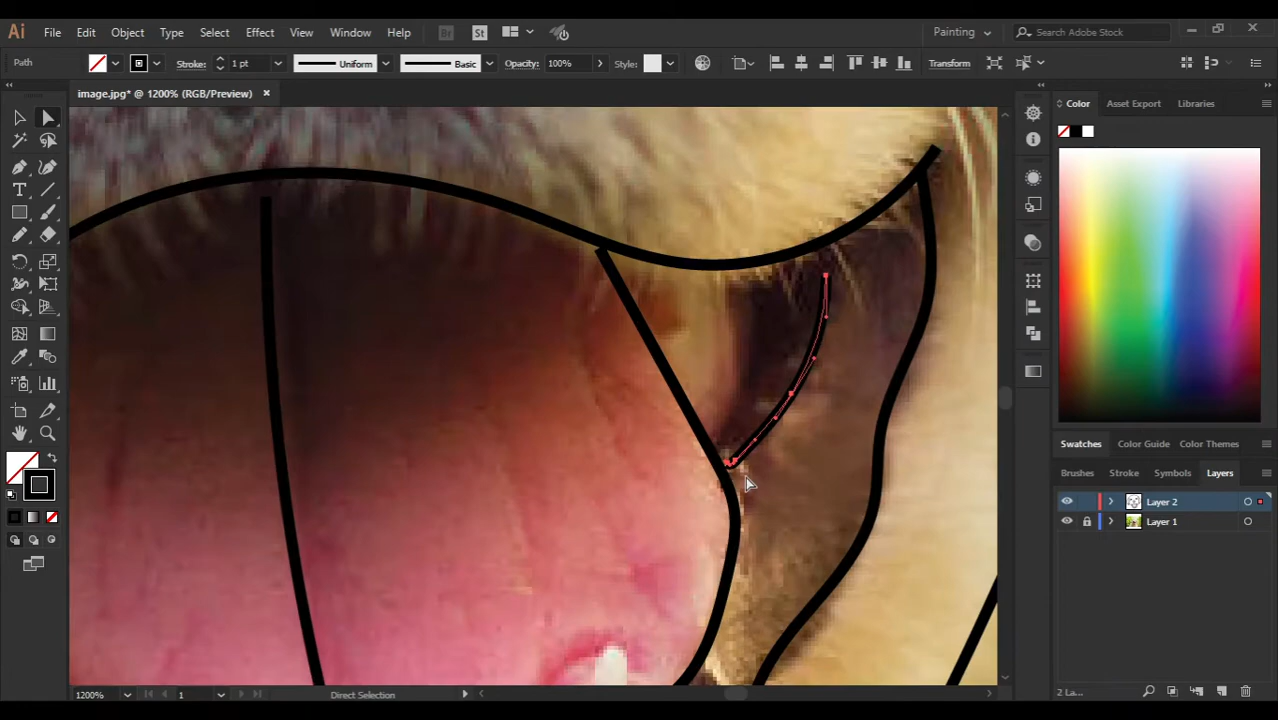 Ai File Edit Object Type Select Effect View Window Help Br St Painting Search Adobe Stock
Path Stroke: 1 pt Uniform Basic Opacity: 100% Style: Transform
image.jpg* @ 1200% (RGB/Preview)
Color Asset Export Libraries
Swatches Color Guide Color Themes
Brushes Stroke Symbols Layers
Layer 2
Layer 1
1200% 1 Direct Selection 2 La...